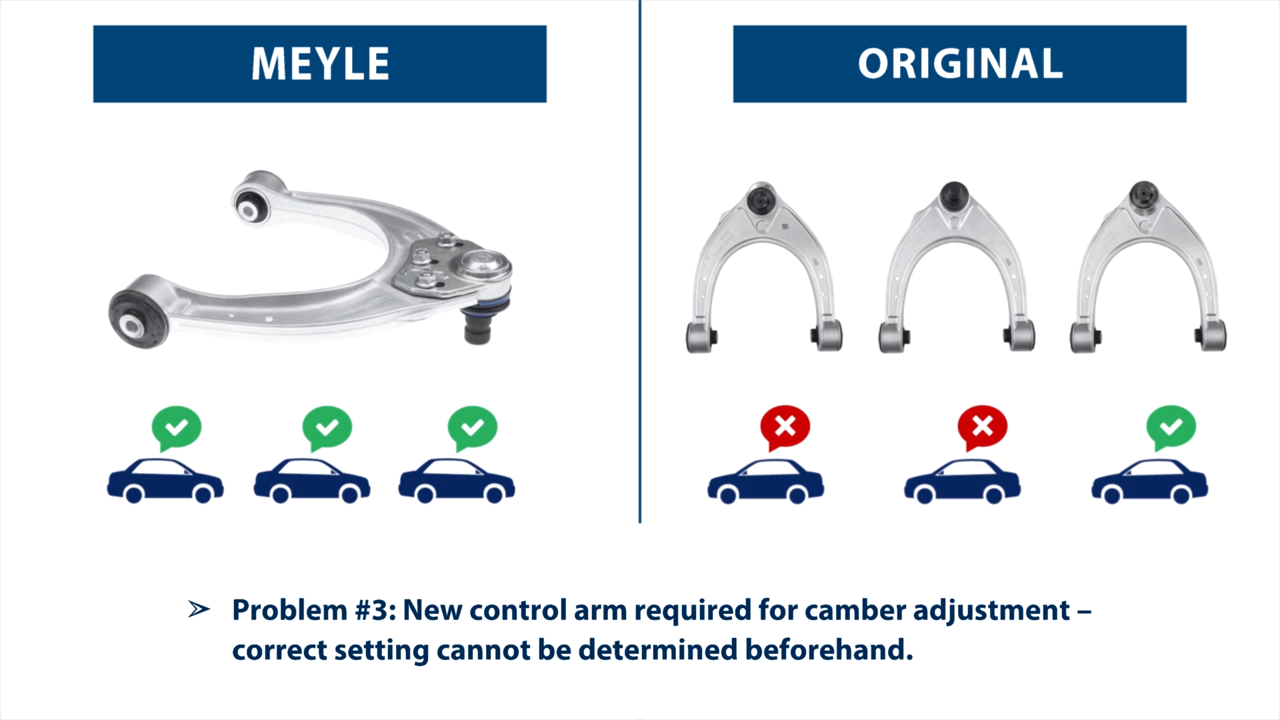 MEYLE
ORIGINAL
➢ Problem #3: New control arm required for camber adjustment –
correct setting cannot be determined beforehand.